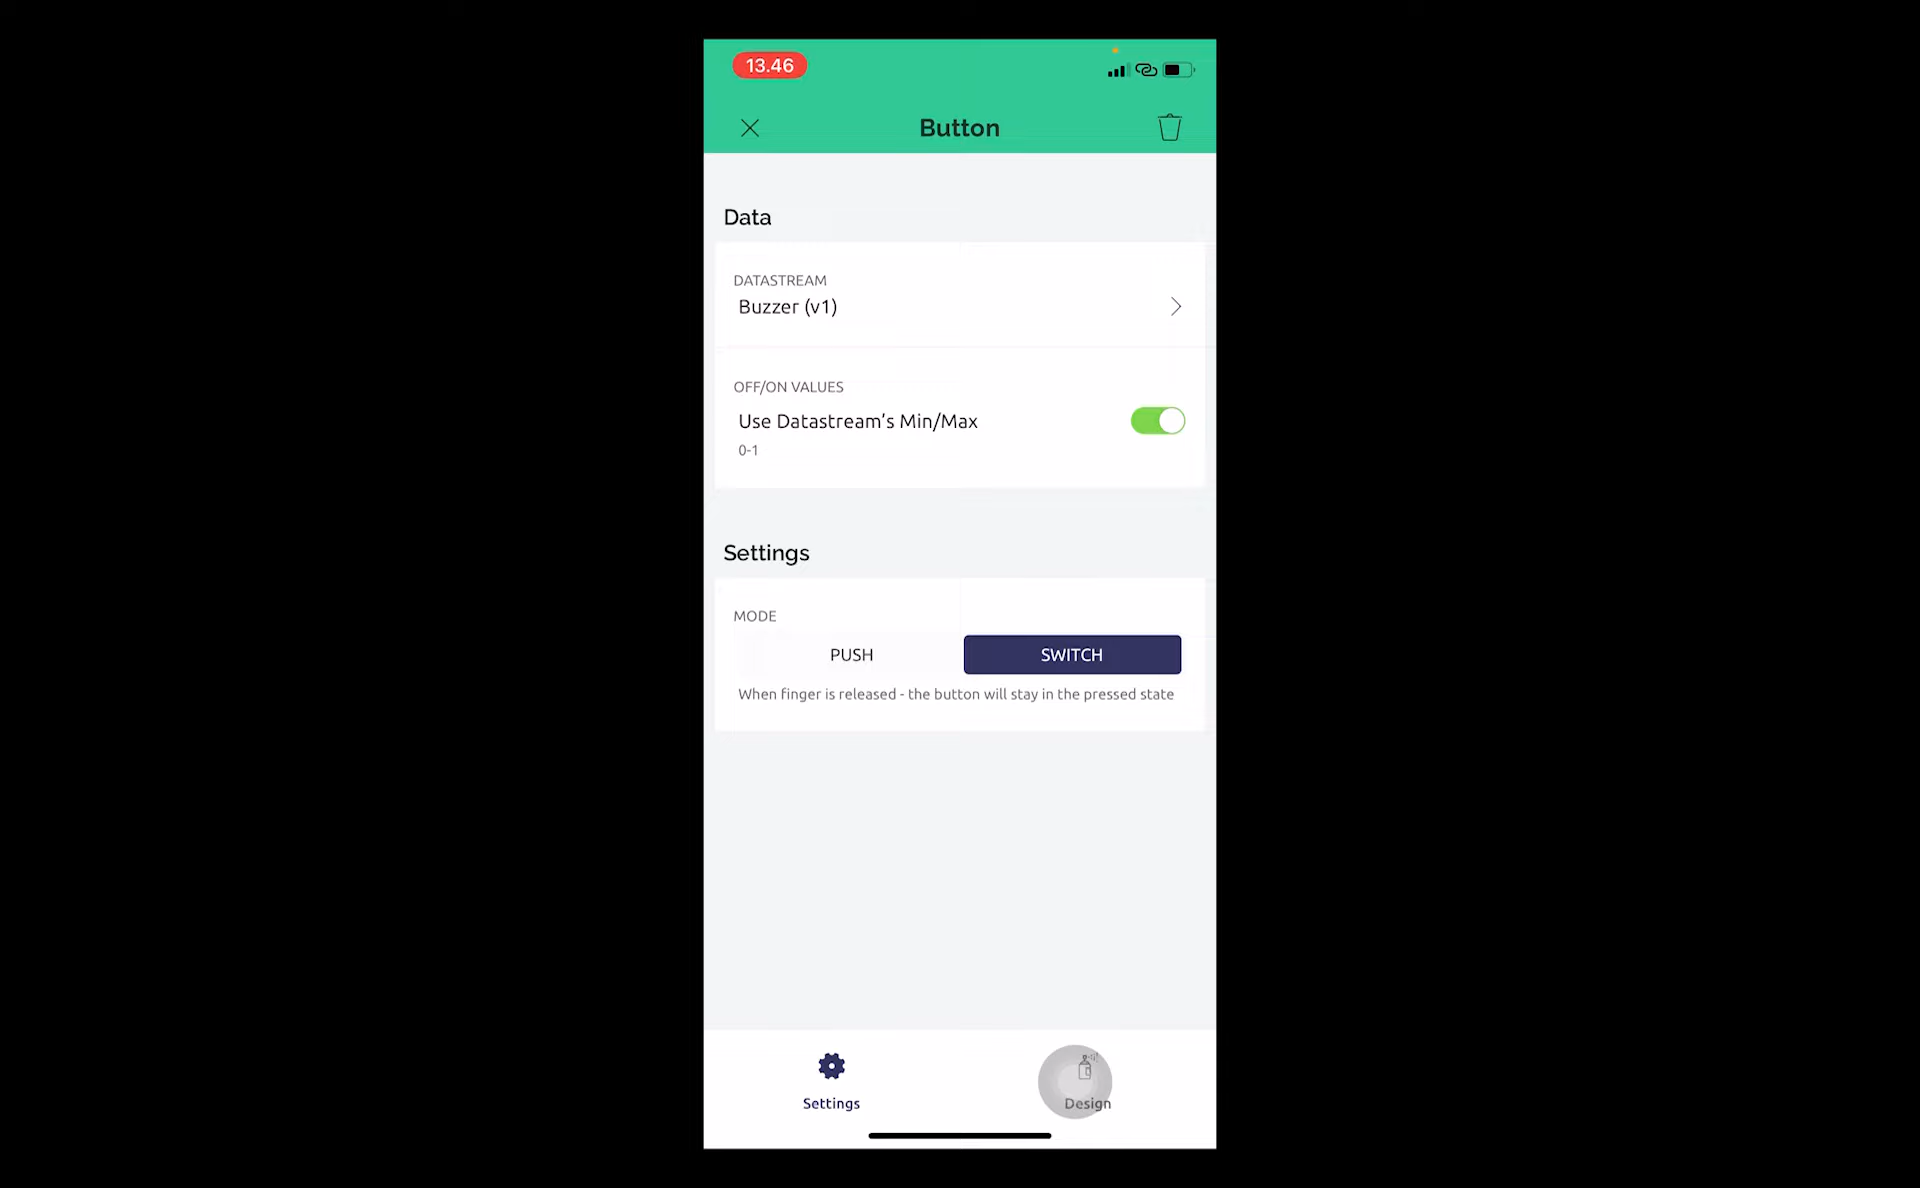 13.46
Button
Data
DATASTREAM
Buzzer (v1)
OFF/ON VALUES
Use Datastream's Min/Max
0-1
Settings
MODE
PUSH SWITCH
When finger is released - the button will stay in the pressed state
Settings Design